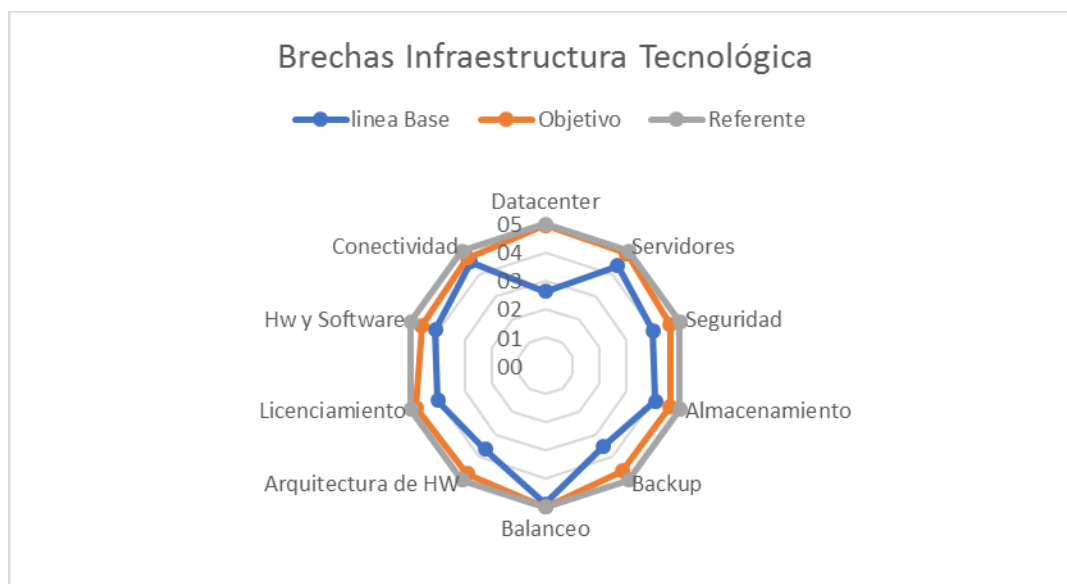 Brechas Infraestructura Tecnológica
linea Base Objetivo Referente
Datacenter
05
Conectividad
Servidores
04
03
Hw y Software
Seguridad
02
01
00
Licenciamiento
Almacenamiento
Arquitectura de HW
Backup
Balanceo